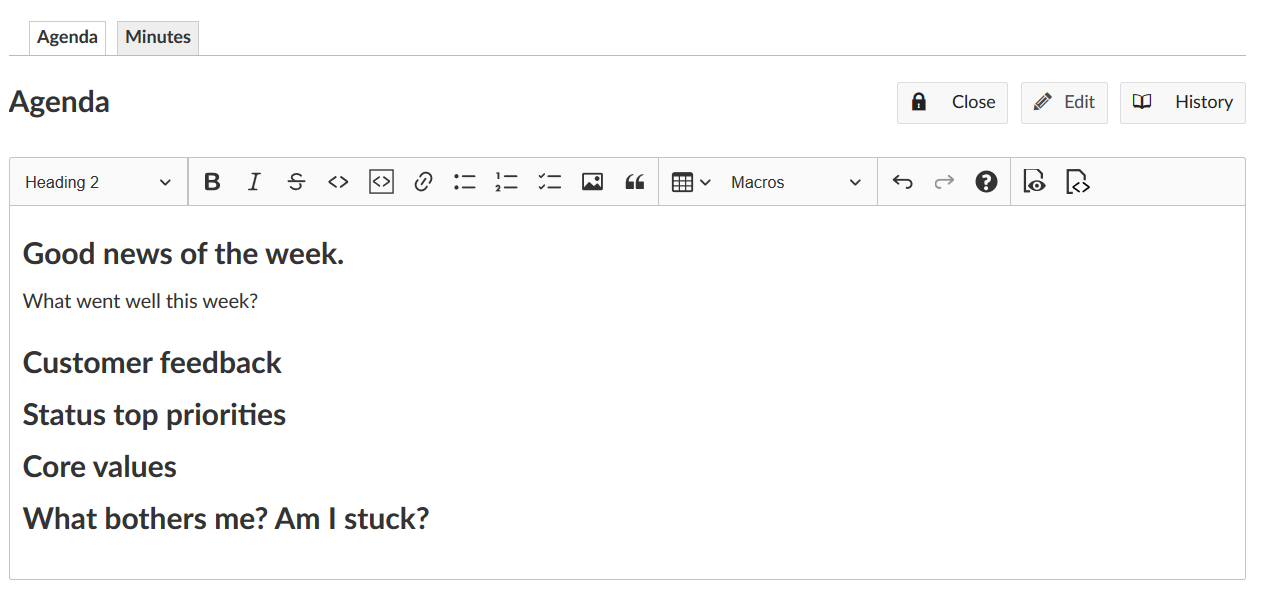 Agenda Minutes
Agenda
Close Edit History
Heading 2 Macros
Good news of the week.
What went well this week?
Customer feedback
Status top priorities
Core values
What bothers me? Am I stuck?